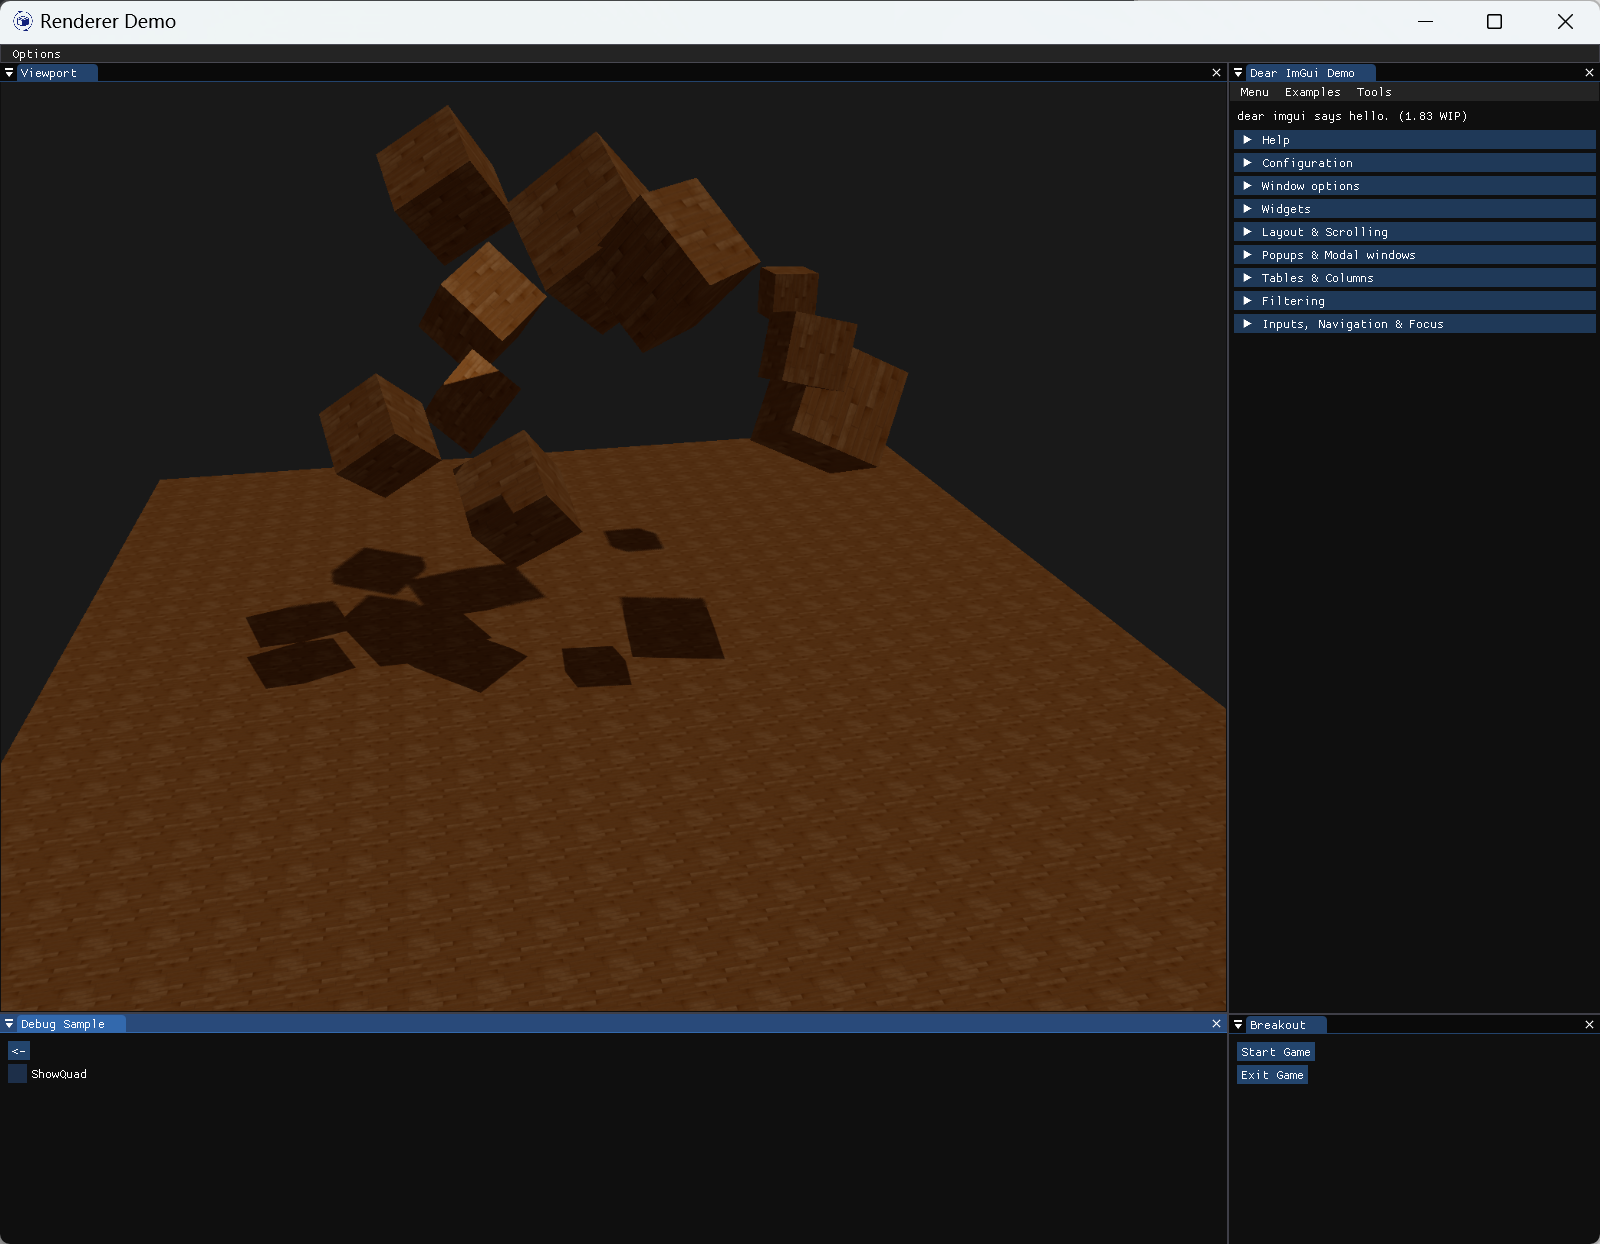 Renderer Demo
Options
Viewport
Dear ImGui Demo
Menu Examples Tools
dear imgui says hello. (1.83 WIP)
Help
Configuration
Window options
Widgets
Layout & Scrolling
Popups & Modal windows
Tables & Columns
Filtering
Inputs, Navigation & Focus
Debug Sample
<-
ShowQuad
Breakout
Start Game
Exit Game